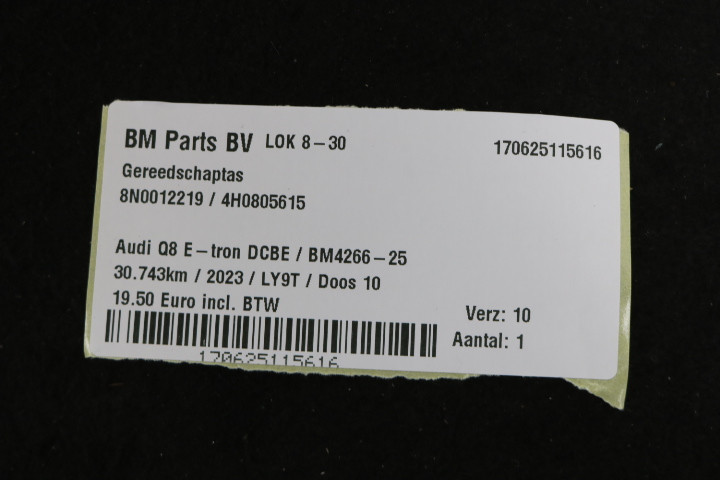 BM Parts BV LOK 8-30 170625115616
Gereedschaptas
8N0012219 / 4H0805615
Audi Q8 E-tron DCBE / BM4266-25
30.743km / 2023 / LY9T / Doos 10
19.50 Euro incl. BTW
Verz: 10
Aantal: 1
170625115616